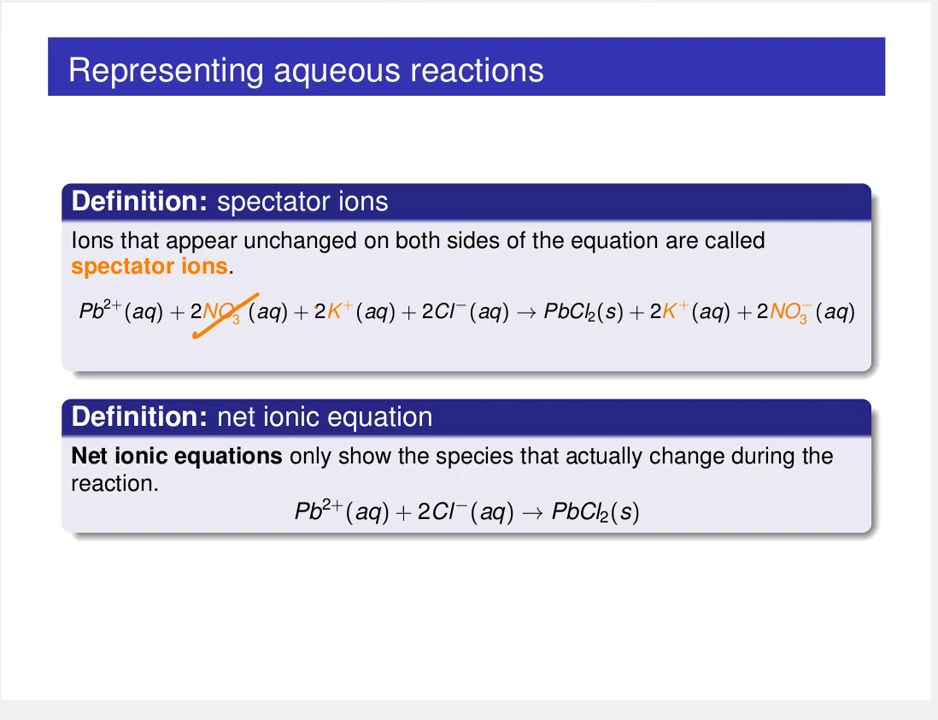 Representing aqueous reactions
Definition: spectator ions
Ions that appear unchanged on both sides of the equation are called
spectator ions.
Pb²⁺(aq) + 2NO₃⁻(aq) + 2K⁺(aq) + 2Cl⁻(aq) → PbCl₂(s) + 2K⁺(aq) + 2NO₃⁻(aq)
Definition: net ionic equation
Net ionic equations only show the species that actually change during the
reaction.
Pb²⁺(aq) + 2Cl⁻(aq) → PbCl₂(s)